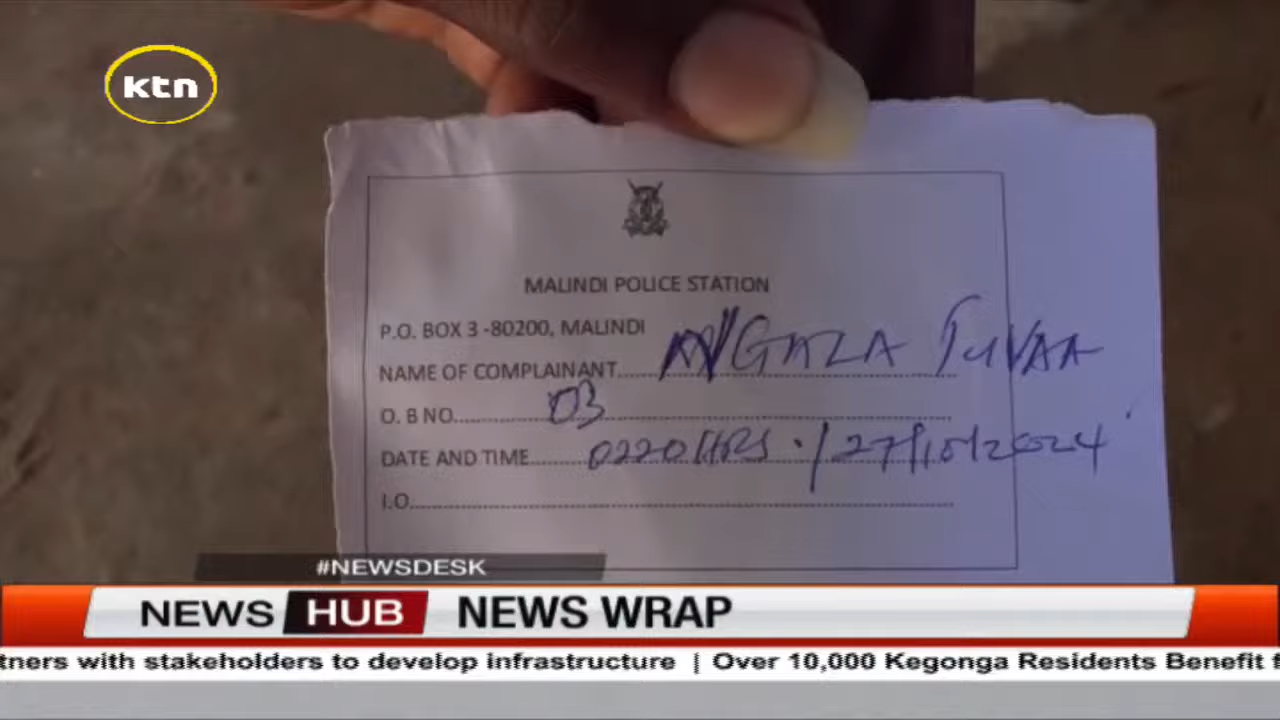 ktn
MALINDI POLICE STATION
P.O. BOX 3 -80200, MALINDI
NAME OF COMPLAINANT.....
O. B NO..... 03
DATE AND TIME..... 0220HRS ./27/10/2024
I.O.....
#NEWSDESK
NEWS HUB NEWS WRAP
tners with stakeholders to develop infrastructure | Over 10,000 Kegonga Residents Benefit f